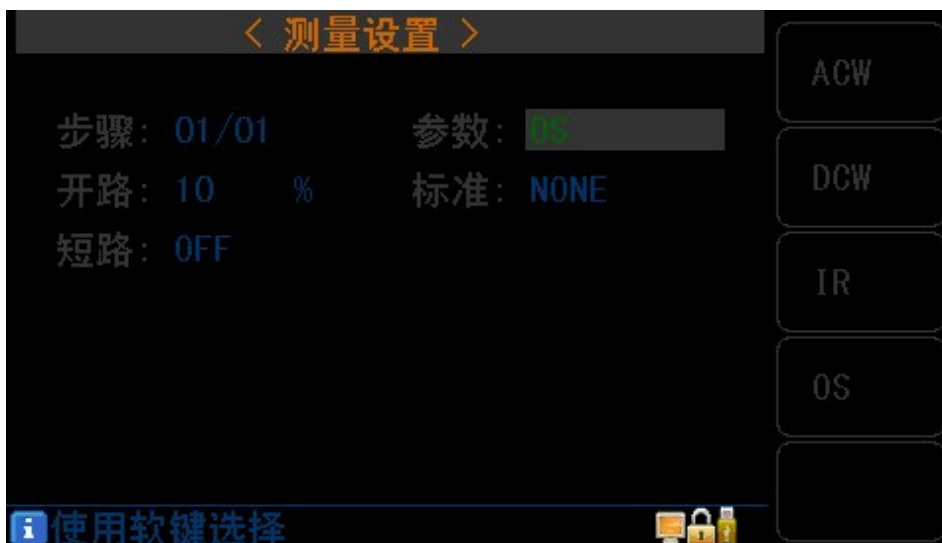 < 测量设置 >
步骤: 01/01 参数: OS
开路: 10 % 标准: NONE
短路: OFF
ACW
DCW
IR
OS
使用软键选择